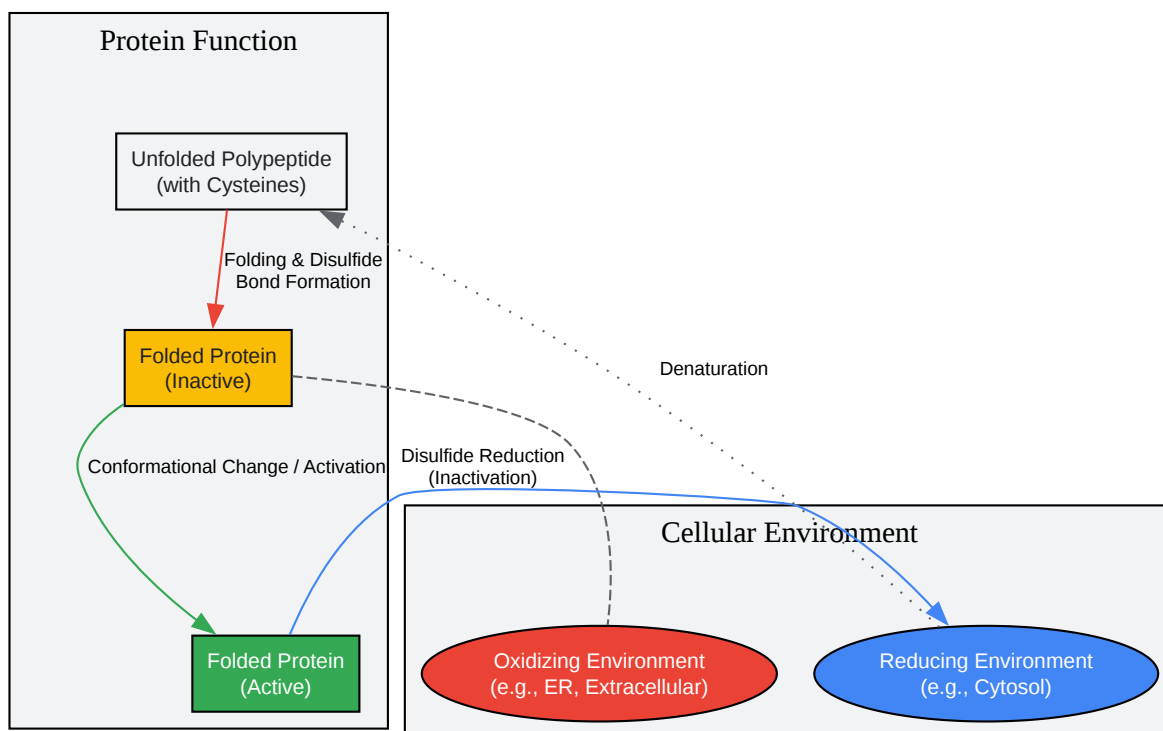 Protein Function
Unfolded Polypeptide
(with Cysteines)
Folding & Disulfide
Bond Formation
Folded Protein
(Inactive)
Denaturation
Conformational Change / Activation
Disulfide Reduction
(Inactivation)
Cellular Environment
Folded Protein
(Active)
Oxidizing Environment
(e.g., ER, Extracellular)
Reducing Environment
(e.g., Cytosol)